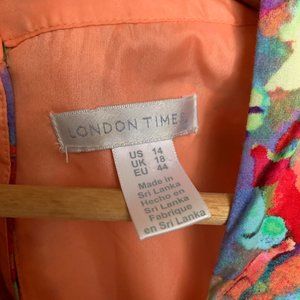 LONDON TIMES
US 14
UK 18
EU 44
Made in
Sri Lanka
Hecho en
Sri Lanka
Fabrique
en Sri Lanka